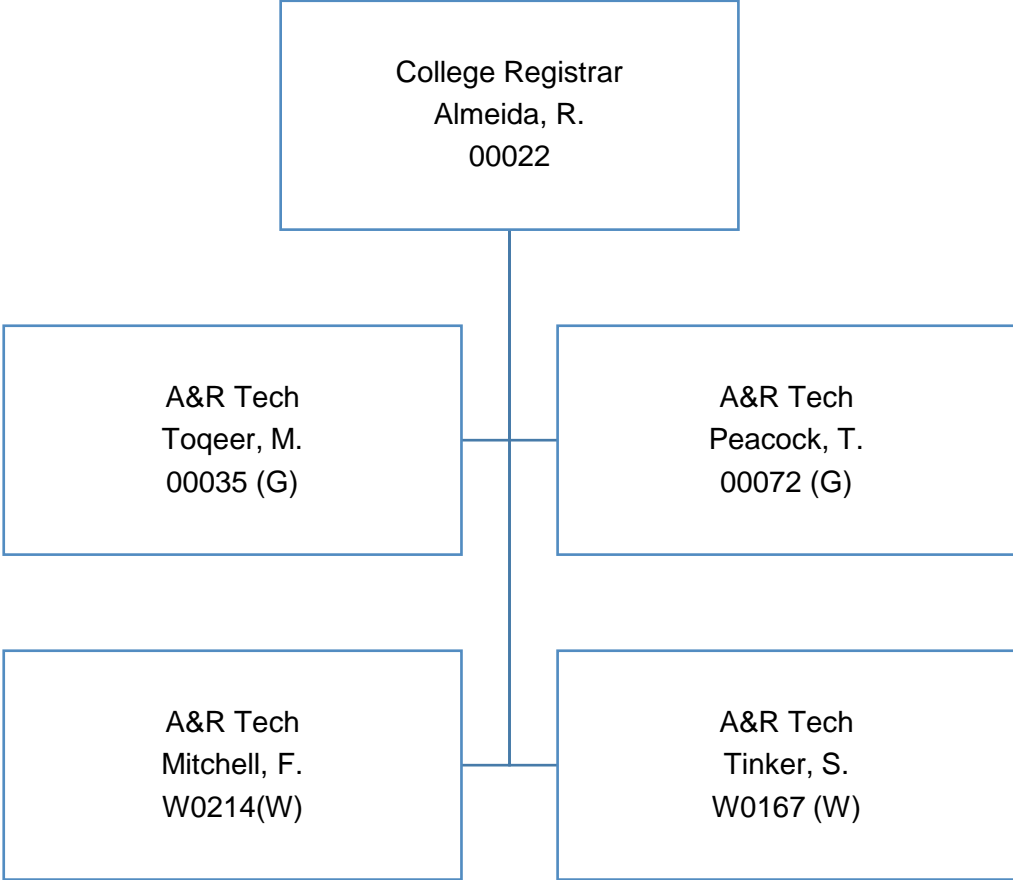 College Registrar
Almeida, R.
00022
A&R Tech
Toqeer, M.
00035 (G)
A&R Tech
Peacock, T.
00072 (G)
A&R Tech
Mitchell, F.
W0214(W)
A&R Tech
Tinker, S.
W0167 (W)